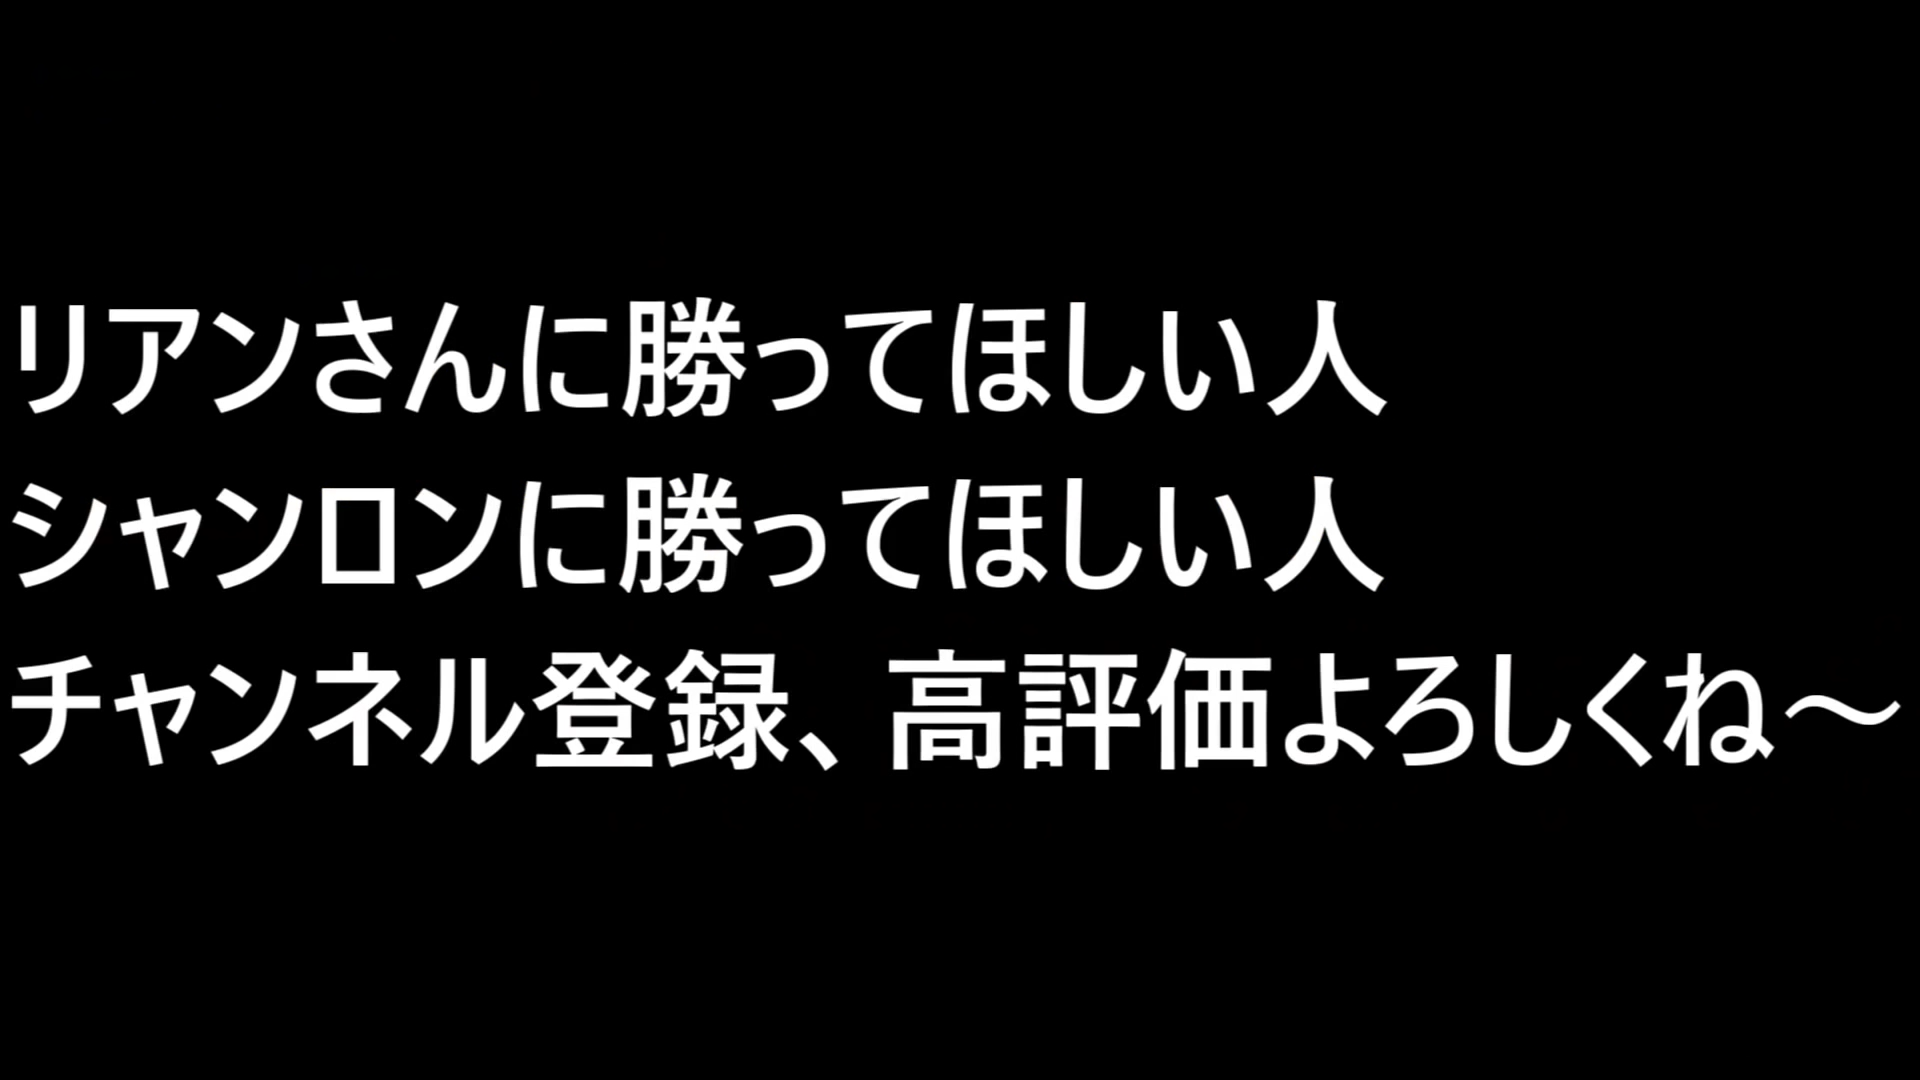 リアンさんに勝ってほしい人
シャンロンに勝ってほしい人
チャンネル登録、高評価よろしくね～